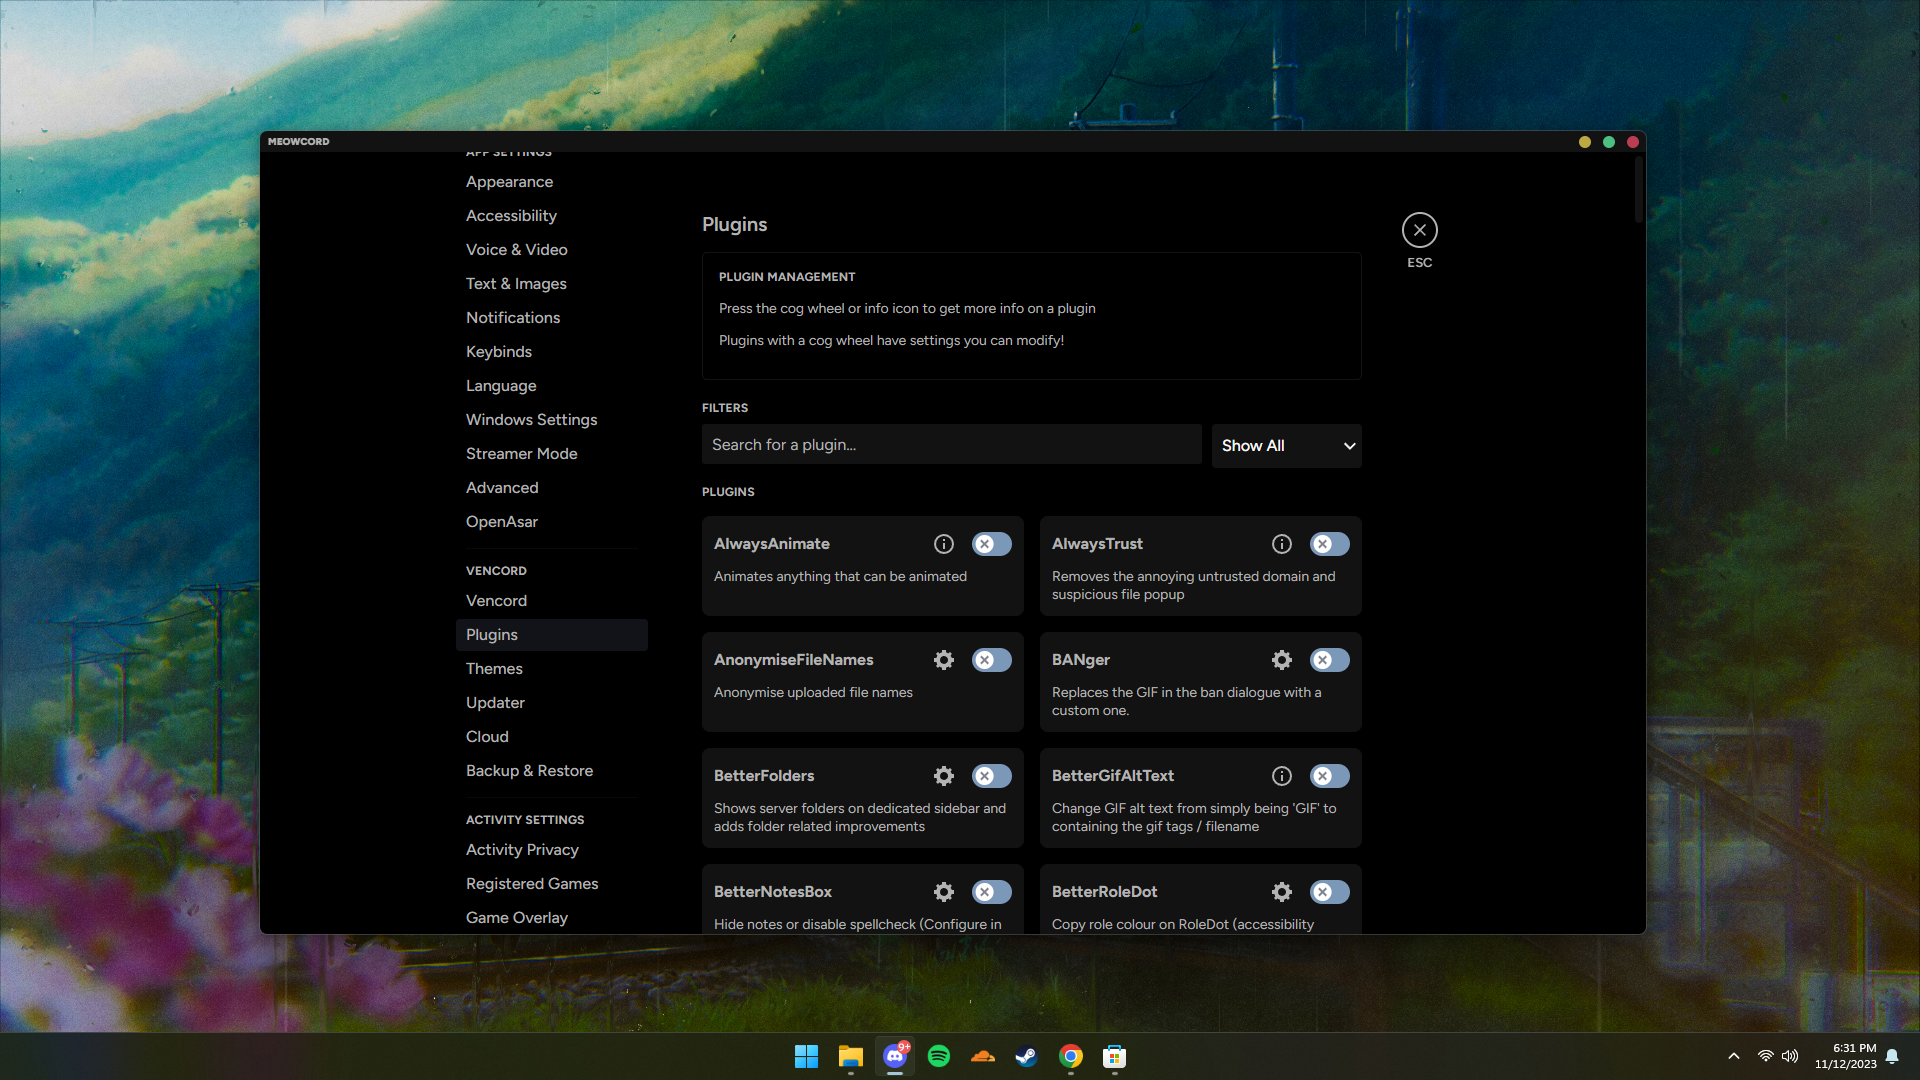 MEOWCORD
APP SETTINGS
Appearance
Accessibility
Voice & Video
Text & Images
Notifications
Keybinds
Language
Windows Settings
Streamer Mode
Advanced
OpenAsar
VENCORD
Vencord
Plugins
Themes
Updater
Cloud
Backup & Restore
ACTIVITY SETTINGS
Activity Privacy
Registered Games
Game Overlay
Plugins
ESC
PLUGIN MANAGEMENT
Press the cog wheel or info icon to get more info on a plugin
Plugins with a cog wheel have settings you can modify!
FILTERS
Search for a plugin...
Show All
PLUGINS
AlwaysAnimate
Animates anything that can be animated
AlwaysTrust
Removes the annoying untrusted domain and
suspicious file popup
AnonymiseFileNames
Anonymise uploaded file names
BANger
Replaces the GIF in the ban dialogue with a
custom one.
BetterFolders
Shows server folders on dedicated sidebar and
adds folder related improvements
BetterGifAltText
Change GIF alt text from simply being 'GIF' to
containing the gif tags / filename
BetterNotesBox
Hide notes or disable spellcheck (Configure in
BetterRoleDot
Copy role colour on RoleDot (accessibility
9+
6:31 PM
11/12/2023